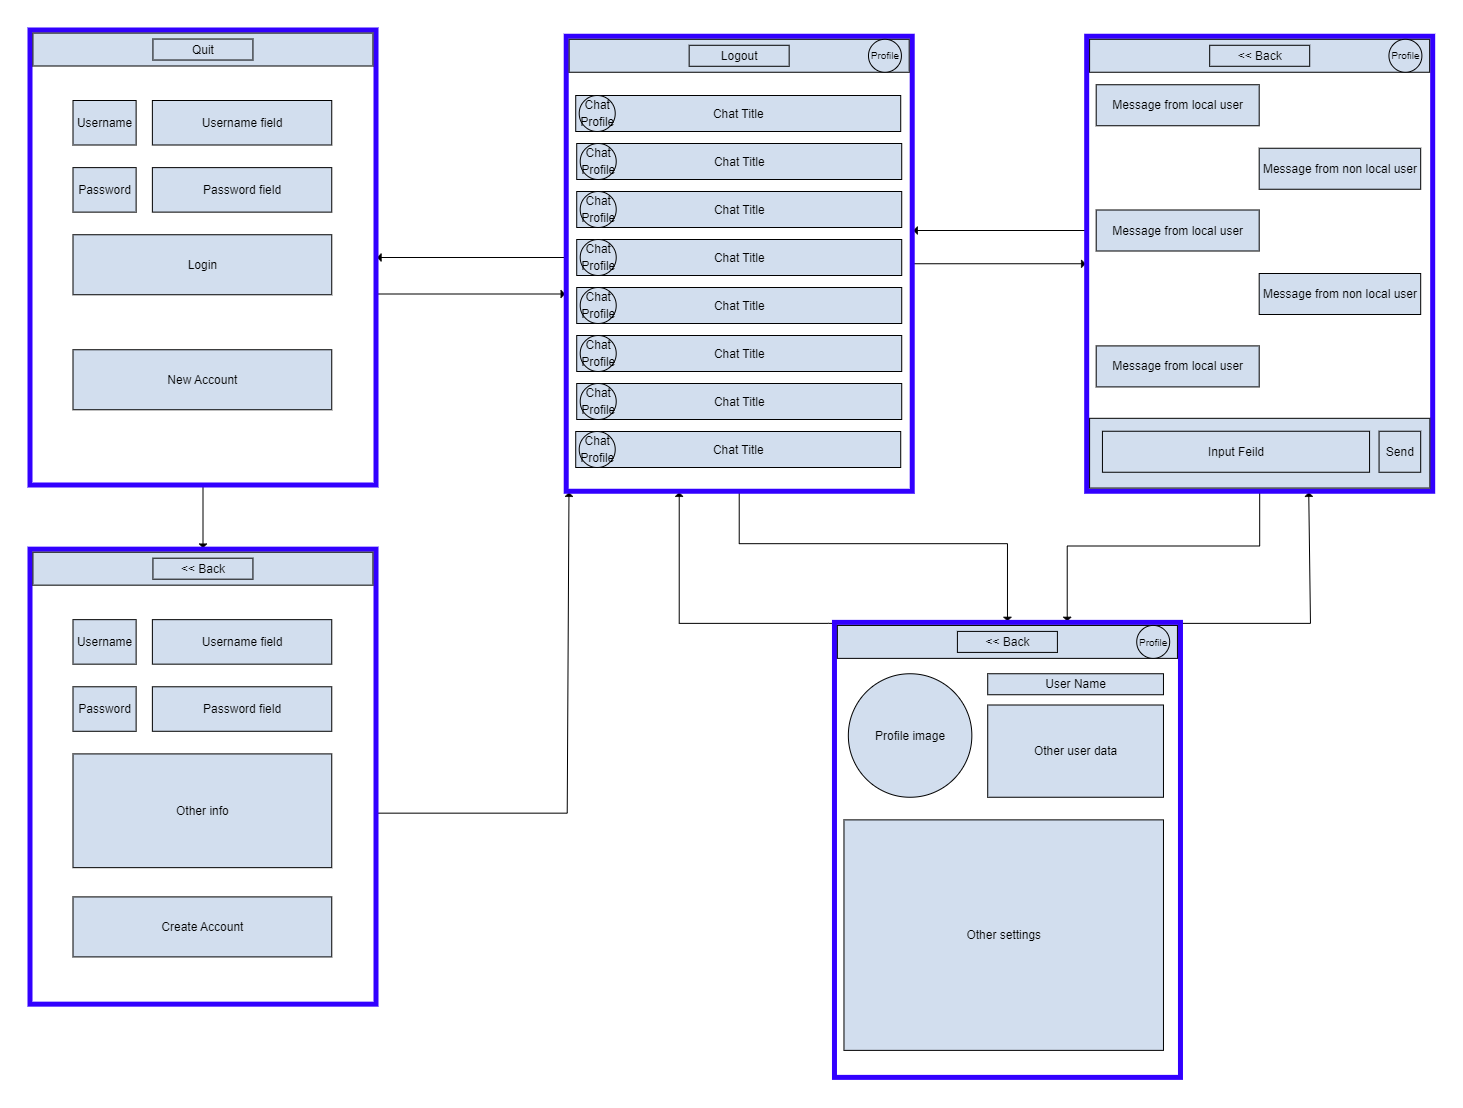 Quit
Username
Username field
Password
Password field
Login
New Account
Logout
Profile
Chat
Profile
Chat Title
Chat
Profile
Chat Title
Chat
Profile
Chat Title
Chat
Profile
Chat Title
Chat
Profile
Chat Title
Chat
Profile
Chat Title
Chat
Profile
Chat Title
Chat
Profile
Chat Title
<< Back
Profile
Message from local user
Message from non local user
Message from local user
Message from non local user
Message from local user
Input Feild
Send
<< Back
Username
Username field
Password
Password field
Other info
Create Account
<< Back
Profile
Profile image
User Name
Other user data
Other settings